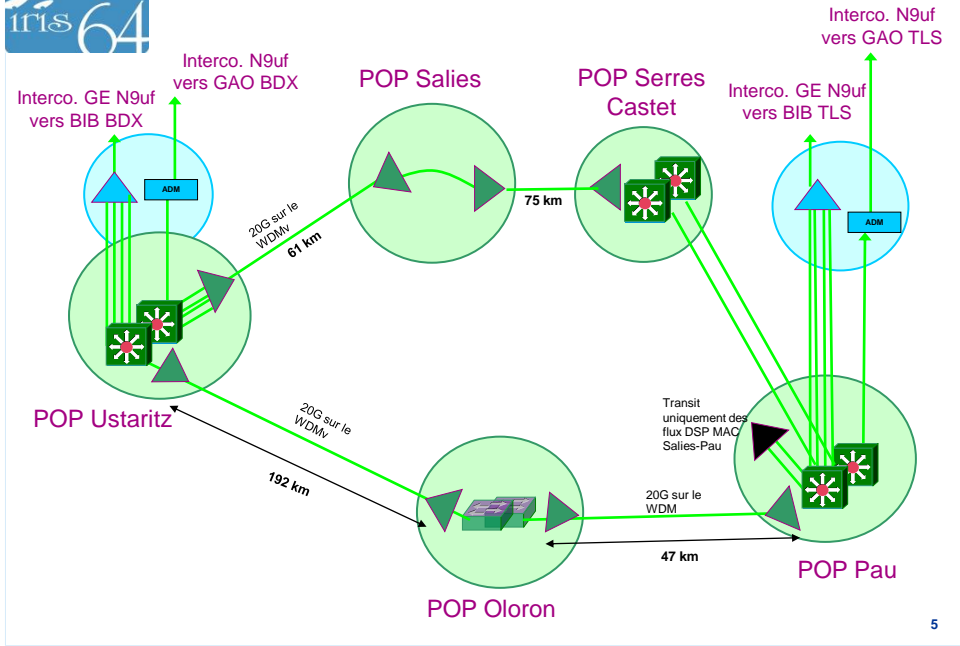 iris 64
Interco. N9uf
vers GAO TLS
Interco. N9uf
vers GAO BDX
POP Salies
POP Serres
Castet
Interco. GE N9uf
vers BIB BDX
Interco. GE N9uf
vers BIB TLS
ADM
75 km
20G sur le
WDMv
61 km
ADM
POP Ustaritz
20G sur le
WDMv
192 km
Transit
uniquement des
flux DSP MAC
Salies-Pau
20G sur le
WDM
47 km
POP Pau
POP Oloron
5